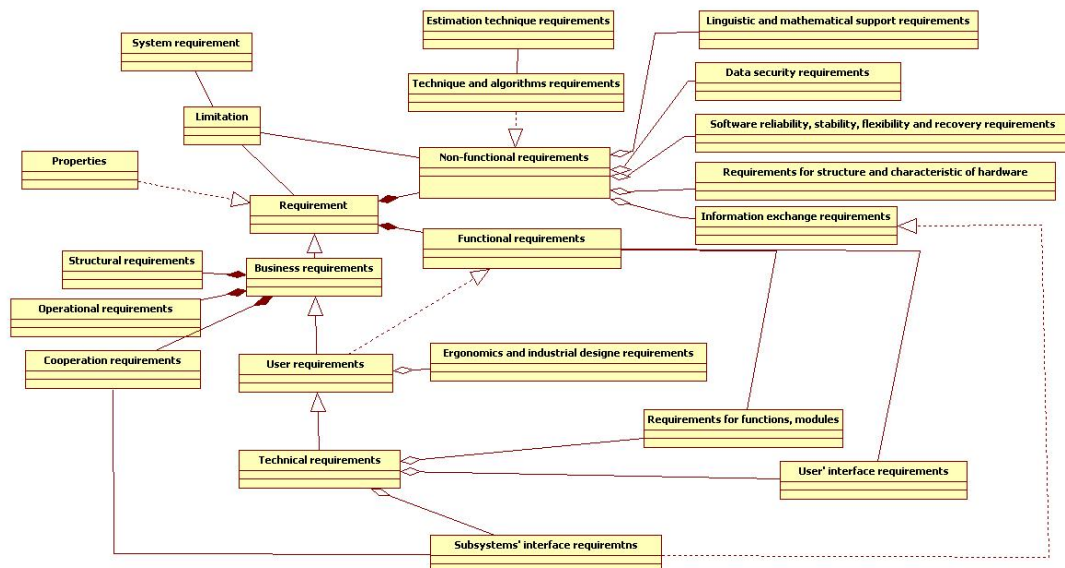 Estimation technique requirements
Linguistic and mathematical support requirements
System requirement
Technique and algorithms requirements
Data security requirements
Limitation
Software reliability, stability, flexibility and recovery requirements
Properties
Non-functional requirements
Requirements for structure and characteristic of hardware
Requirement
Information exchange requirements
Functional requirements
Structural requirements
Business requirements
Operational requirements
Cooperation requirements
User requirements
Ergonomics and industrial designe requirements
Requirements for functions, modules
Technical requirements
User' interface requirements
Subsystems' interface requiremtns